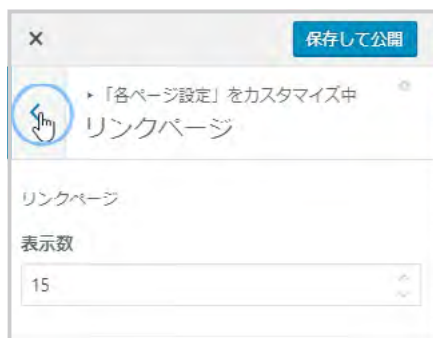 保存して公開
▸「各ページ設定」をカスタマイズ中
リンクページ
リンクページ
表示数
15